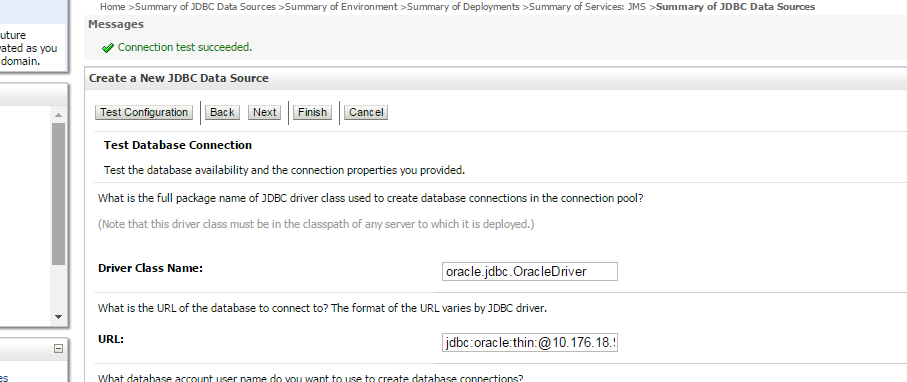 Home >Summary of JDBC Data Sources >Summary of Environment >Summary of Deployments >Summary of Services: JMS >Summary of JDBC Data Sources
Messages
Connection test succeeded.
uture
vated as you
domain.
Create a New JDBC Data Source
Test Configuration Back Next Finish Cancel
Test Database Connection
Test the database availability and the connection properties you provided.
What is the full package name of JDBC driver class used to create database connections in the connection pool?
(Note that this driver class must be in the classpath of any server to which it is deployed.)
Driver Class Name: oracle.jdbc.OracleDriver
What is the URL of the database to connect to? The format of the URL varies by JDBC driver.
URL: jdbc:oracle:thin:@10.176.18.
What database account user name do you want to use to create database connections?
es